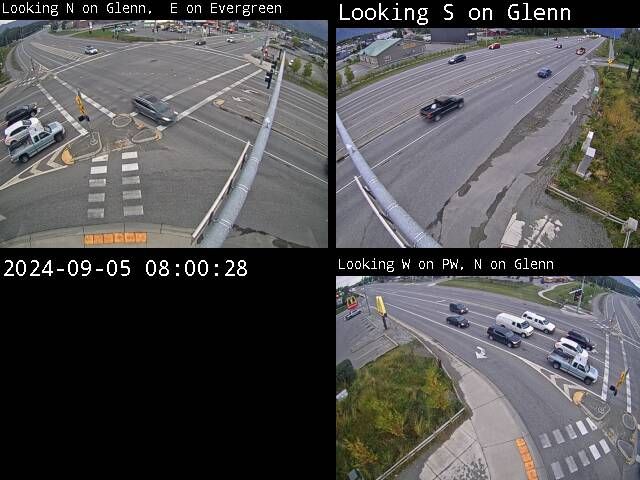 Looking N on Glenn,  E on Evergreen
Looking S on Glenn
2024-09-05 08:00:28
Looking W on PW, N on Glenn